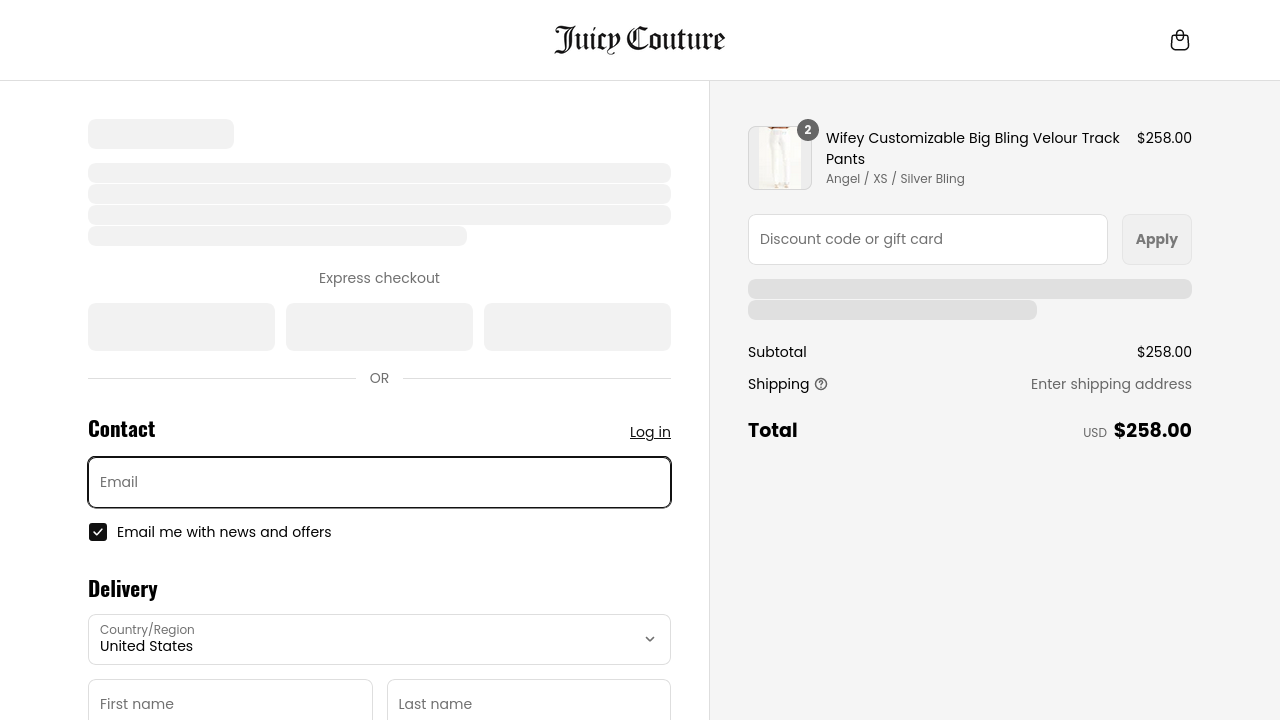 Juicy Couture
Express checkout
OR
Contact
Log in
Email
Email me with news and offers
Delivery
Country/Region
United States
First name
Last name
2
Wifey Customizable Big Bling Velour Track Pants
$258.00
Angel / XS / Silver Bling
Discount code or gift card
Apply
Subtotal
$258.00
Shipping
Enter shipping address
Total
USD $258.00